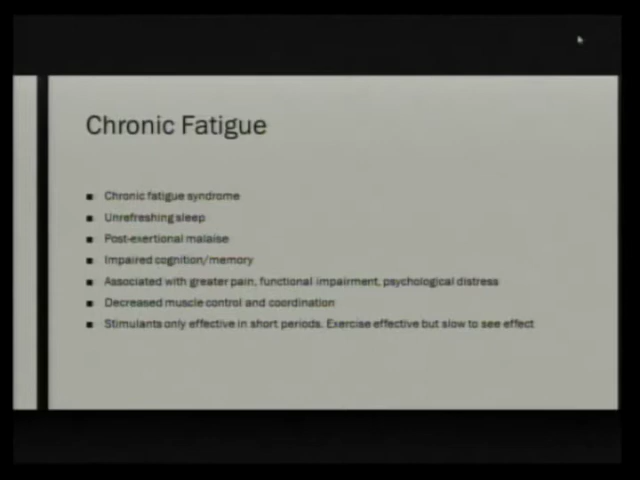 Chronic Fatigue
Chronic fatigue syndrome
Unrefreshing sleep
Post-exertional malaise
Impaired cognition/memory
Associated with greater pain, functional impairment, psychological distress
Decreased muscle control and coordination
Stimulants only effective in short periods. Exercise effective but slow to see effect